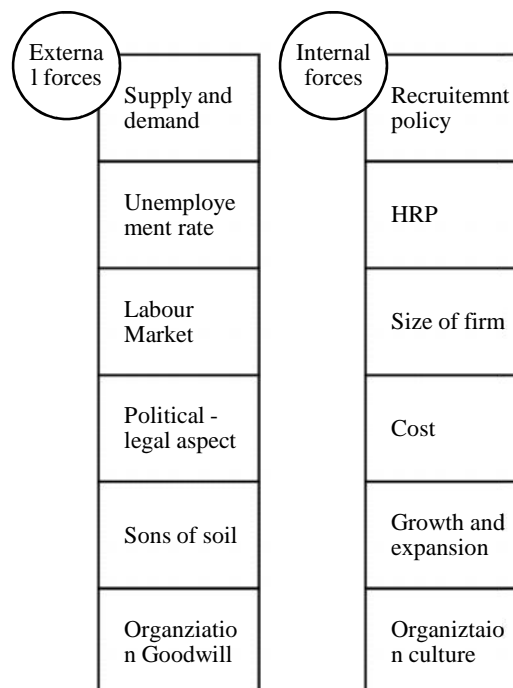 Externa
l forces
Supply and
demand
Unemploye
ment rate
Labour
Market
Political -
legal aspect
Sons of soil
Organziatio
n Goodwill
Internal
forces
Recruitemnt
policy
HRP
Size of firm
Cost
Growth and
expansion
Organiztaio
n culture